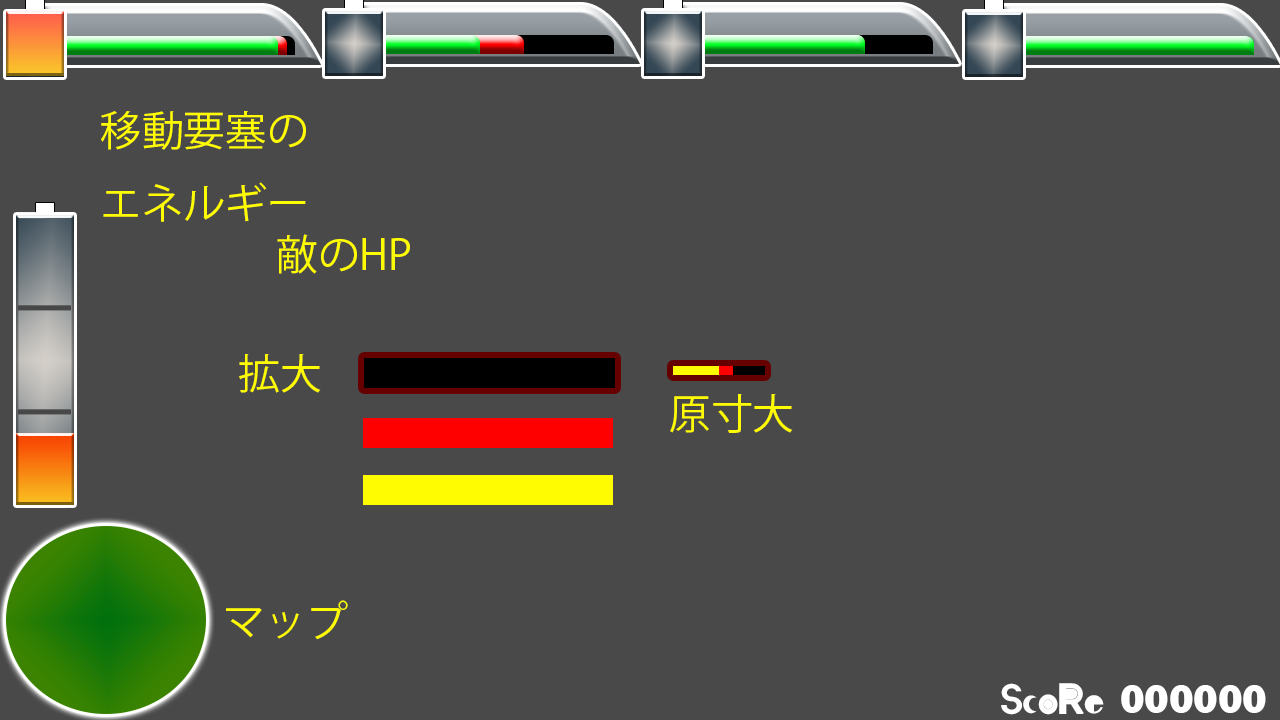 移動要塞の
エネルギー
敵のHP
拡大
原寸大
マップ
ScoRe 000000